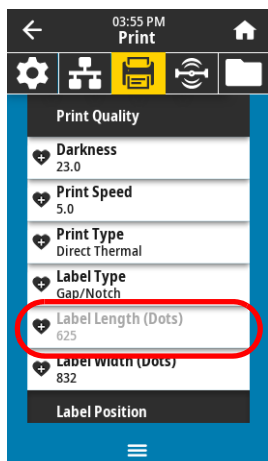 03:55 PM
Print
Print Quality
Darkness
23.0
Print Speed
5.0
Print Type
Direct Thermal
Label Type
Gap/Notch
Label Length (Dots)
625
Label Width (Dots)
832
Label Position